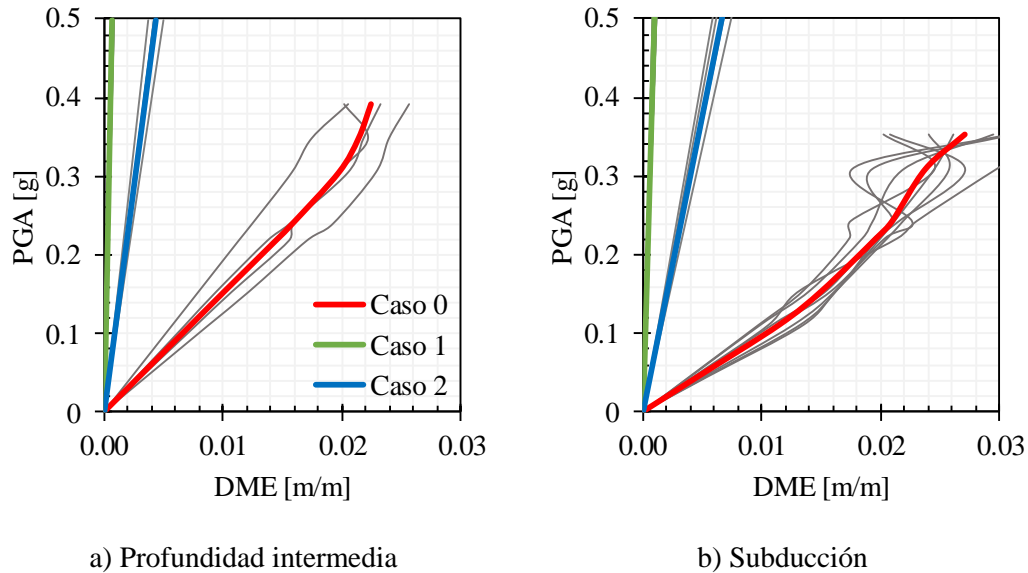 0.5
0.4
0.3
0.2
0.1
0
PGA [g]
0.00
0.01
0.02
0.03
DME [m/m]
Caso 0
Caso 1
Caso 2
a) Profundidad intermedia
0.5
0.4
0.3
0.2
0.1
0
PGA [g]
0.00
0.01
0.02
0.03
DME [m/m]
b) Subducción